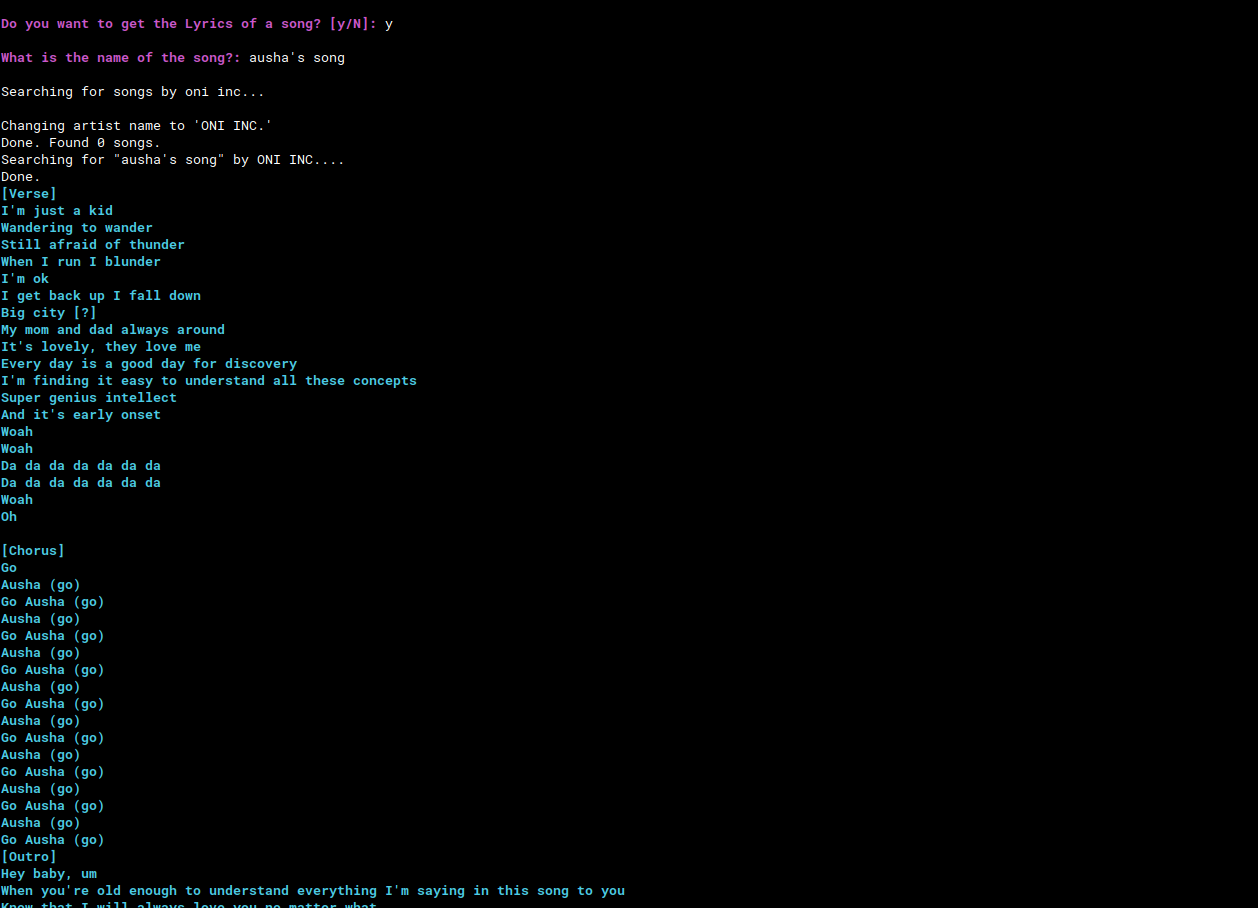 Do you want to get the Lyrics of a song? [y/N]: y
What is the name of the song?: ausha's song
Searching for songs by oni inc...
Changing artist name to 'ONI INC.'
Done. Found 0 songs.
Searching for "ausha's song" by ONI INC....
Done.
[Verse]
I'm just a kid
Wandering to wander
Still afraid of thunder
When I run I blunder
I'm ok
I get back up I fall down
Big city [?]
My mom and dad always around
It's lovely, they love me
Every day is a good day for discovery
I'm finding it easy to understand all these concepts
Super genius intellect
And it's early onset
Woah
Woah
Da da da da da da da
Da da da da da da da
Woah
Oh
[Chorus]
Go
Ausha (go)
Go Ausha (go)
Ausha (go)
Go Ausha (go)
Ausha (go)
Go Ausha (go)
Ausha (go)
Go Ausha (go)
Ausha (go)
Go Ausha (go)
Ausha (go)
Go Ausha (go)
Ausha (go)
Go Ausha (go)
Ausha (go)
Go Ausha (go)
[Outro]
Hey baby, um
When you're old enough to understand everything I'm saying in this song to you
Know that I will always love you no matter what